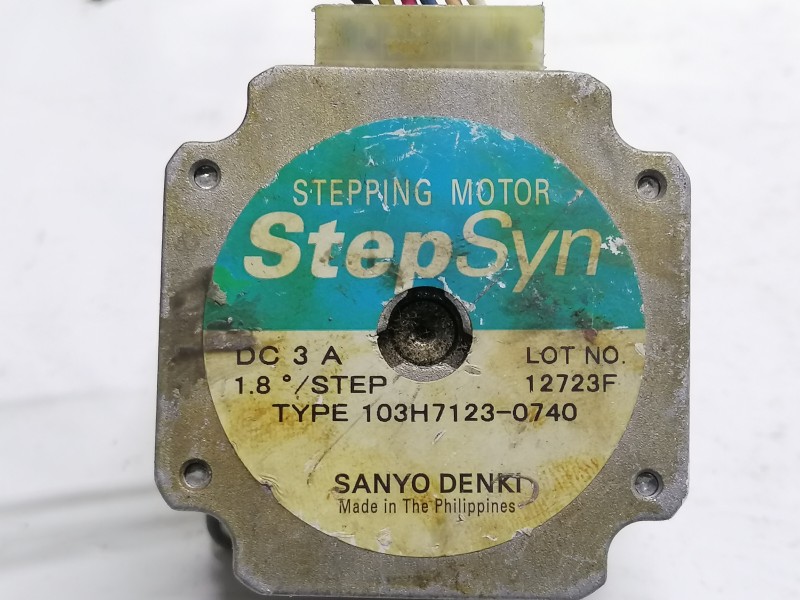 STEPPING MOTOR
StepSyn
DC 3 A
LOT NO.
1.8 °/STEP
12723F
TYPE 103H7123-0740
SANYO DENKI
Made in The Philippines